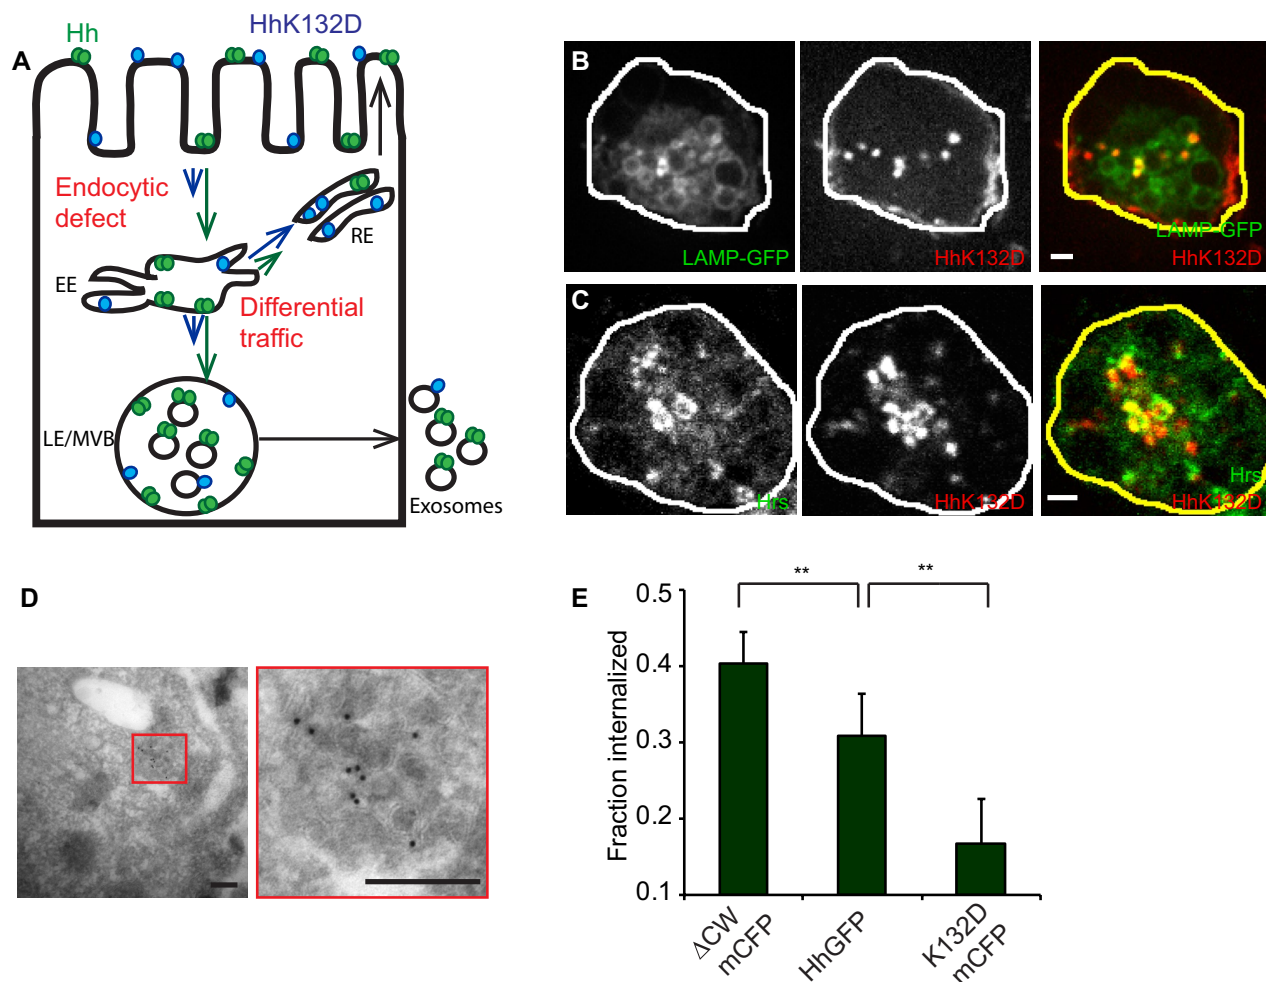 A
Hh
HhK132D
Endocytic
defect
RE
EE
Differential
traffic
LE/MVB
Exosomes
B
LAMP-GFP
HhK132D
LAMP-GFP
HhK132D
C
Hrs
HhK132D
Hrs
HhK132D
D
E
**
**
Fraction internalized
0.5
0.4
0.3
0.2
0.1
ΔCW
mCFP
HhGFP
K132D
mCFP